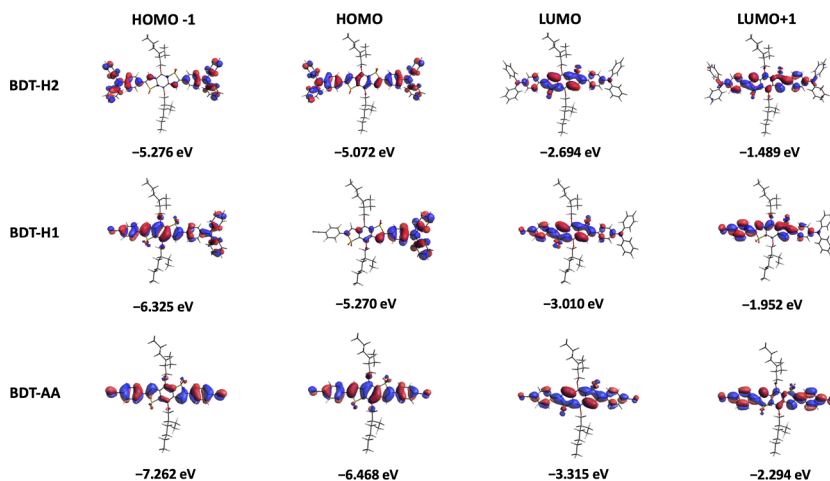 HOMO -1 HOMO LUMO LUMO+1
BDT-H2
−5.276 eV −5.072 eV −2.694 eV −1.489 eV
BDT-H1
−6.325 eV −5.270 eV −3.010 eV −1.952 eV
BDT-AA
−7.262 eV −6.468 eV −3.315 eV −2.294 eV